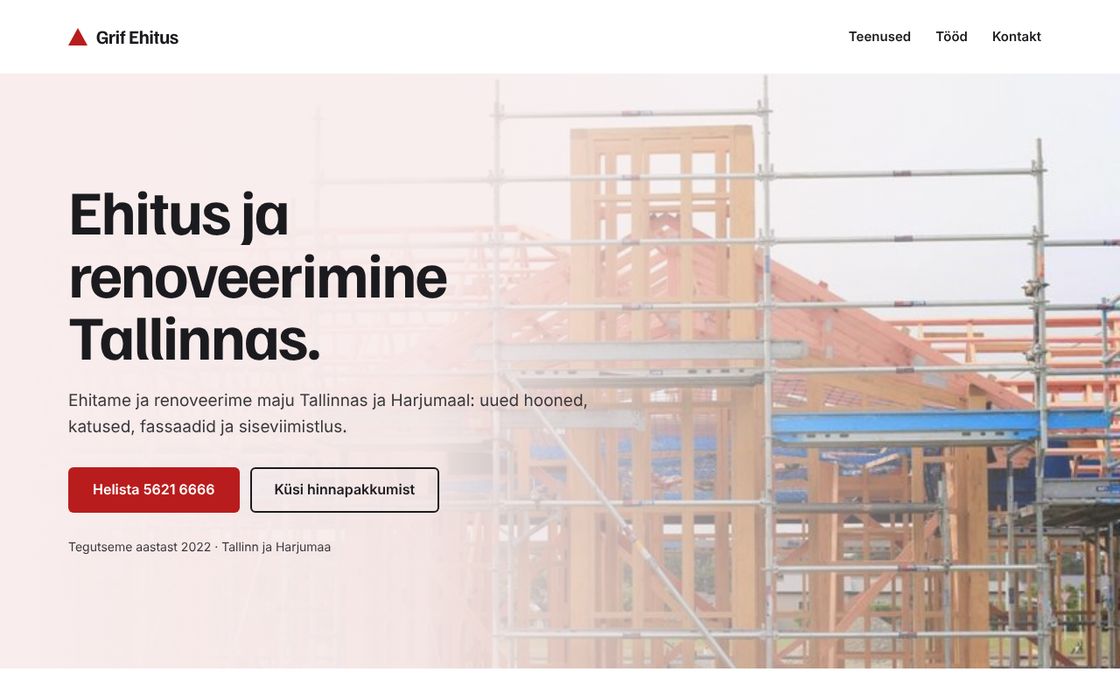 Grif Ehitus
Teenused Tööd Kontakt
Ehitus ja
renoveerimine
Tallinnas.
Ehitame ja renoveerime maju Tallinnas ja Harjumaal: uued hooned,
katused, fassaadid ja siseviimistlus.
Helista 5621 6666
Küsi hinnapakkumist
Tegutseme aastast 2022 · Tallinn ja Harjumaa